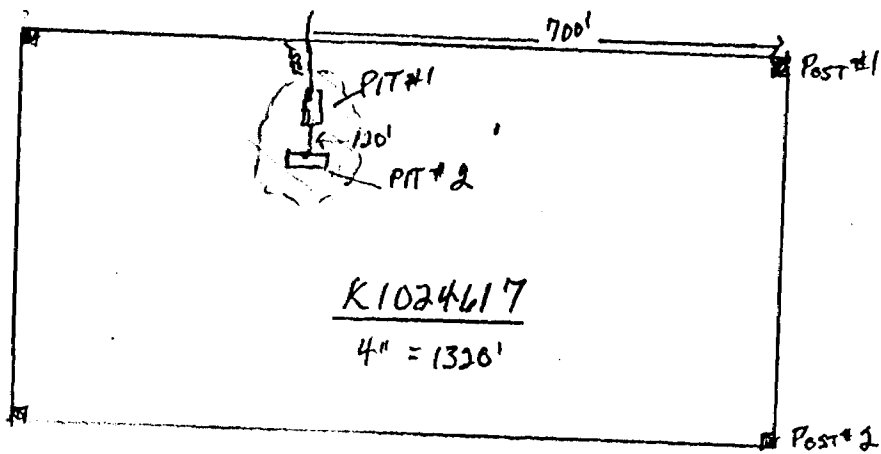 700'
POST #1
PIT #1
120'
PIT # 2
K1024617
4" = 1320'
POST # 2